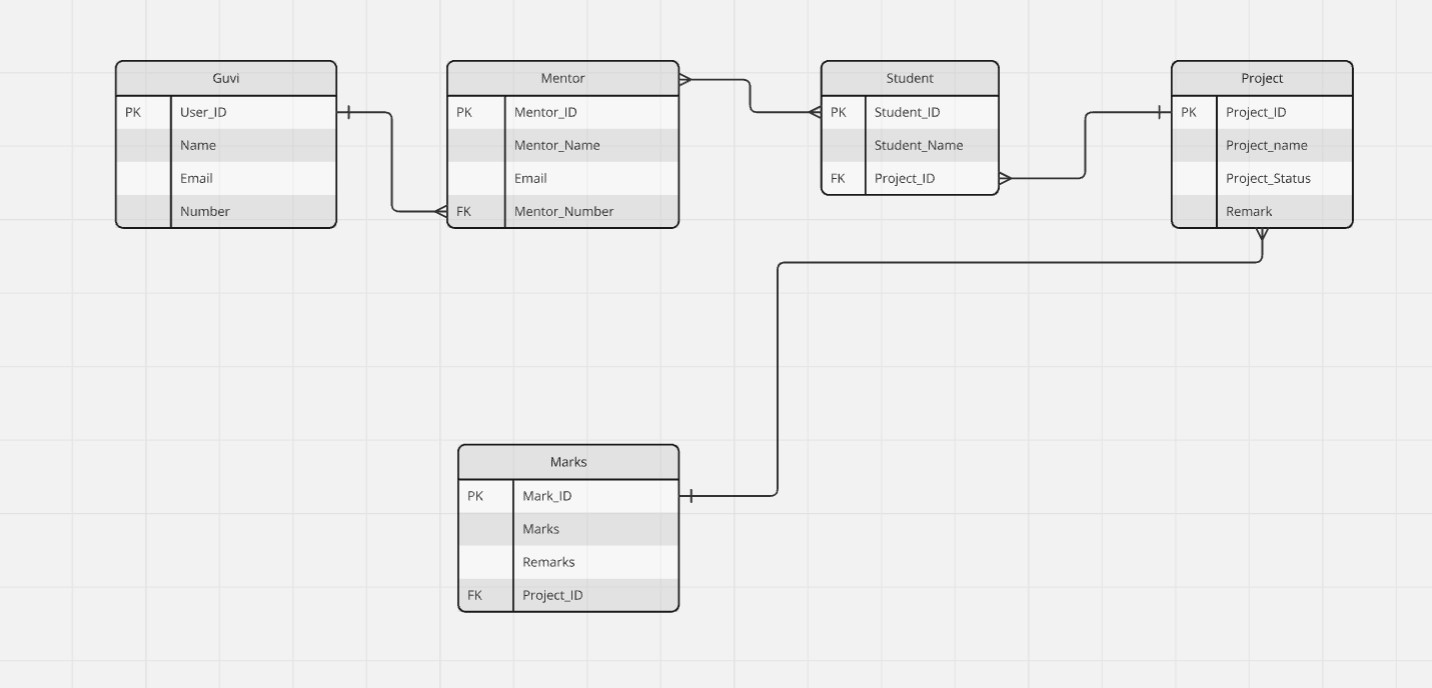 Guvi
PK User_ID
Name
Email
Number
Mentor
PK Mentor_ID
Mentor_Name
Email
FK Mentor_Number
Student
PK Student_ID
Student_Name
FK Project_ID
Project
PK Project_ID
Project_name
Project_Status
Remark
Marks
PK Mark_ID
Marks
Remarks
FK Project_ID